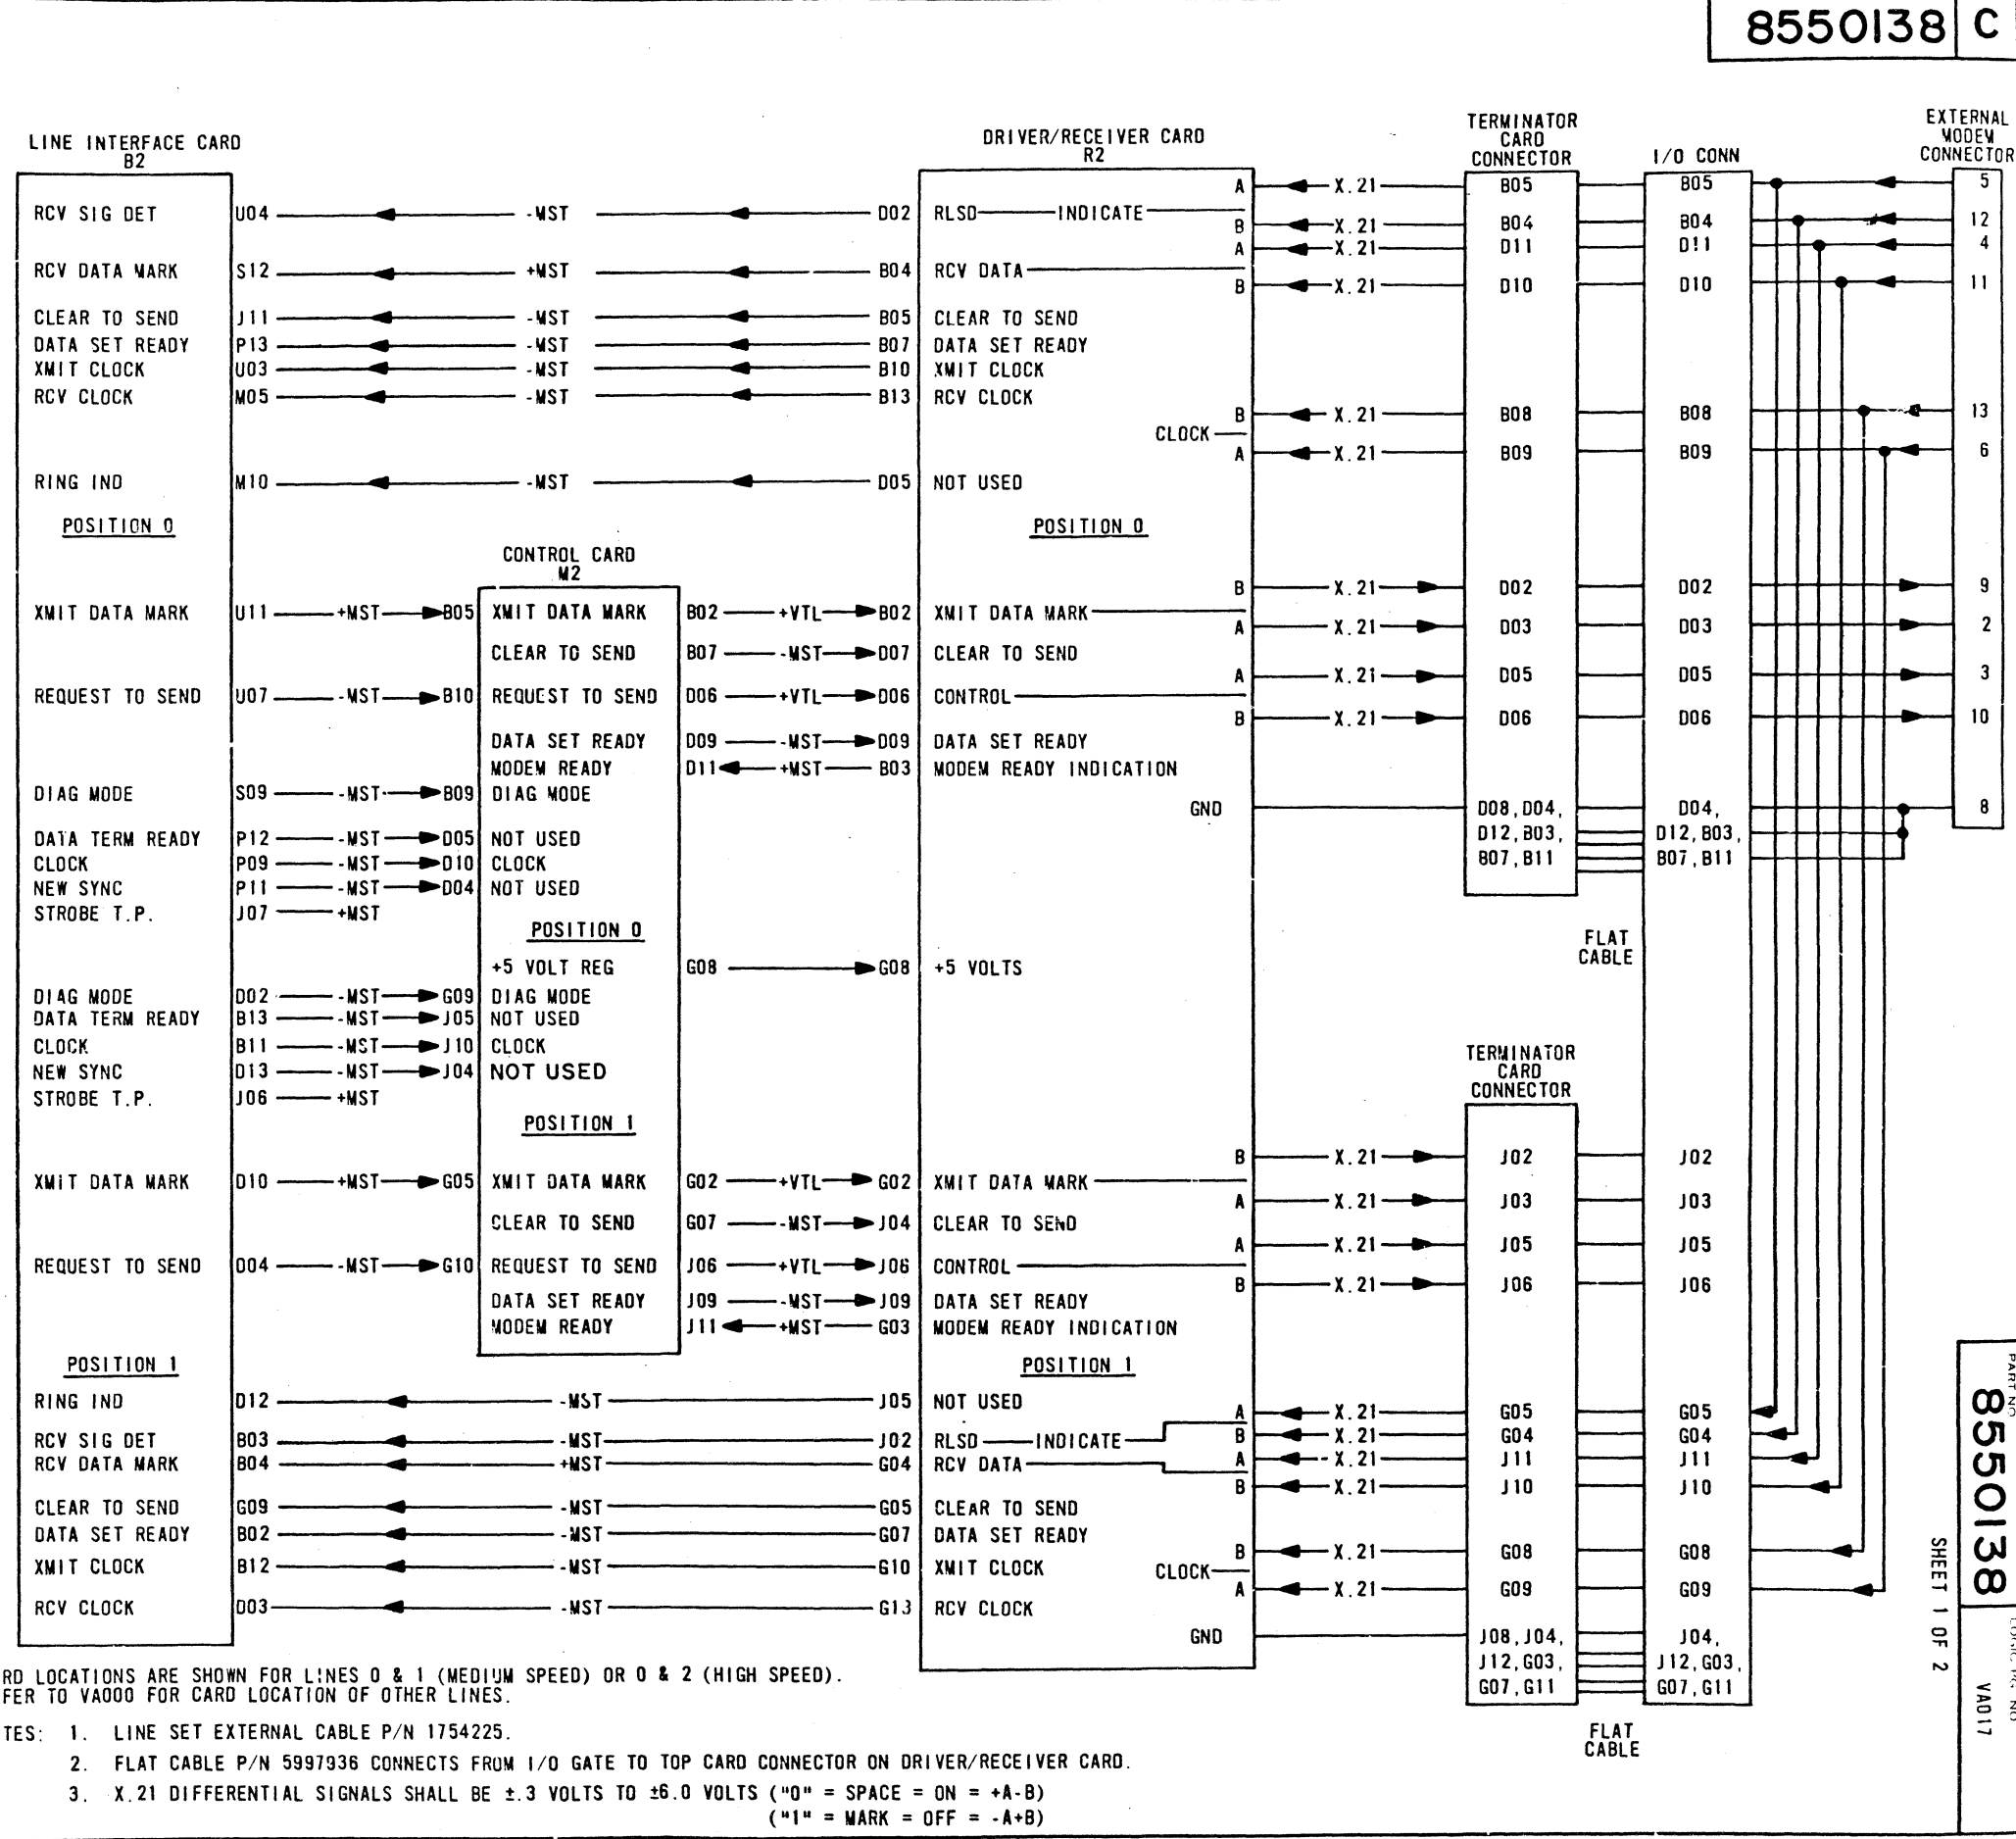 8550138 C
LINE INTERFACE CARD
B2
DRIVER/RECEIVER CARD
R2
TERMINATOR
CARD
CONNECTOR
I/O CONN
EXTERNAL
MODEM
CONNECTOR
A X.21 B05 B05 5
RCV SIG DET U04 -MST D02 RLSD INDICATE
B X.21 B04 B04 12
A X.21 D11 D11 4
RCV DATA MARK S12 +MST B04 RCV DATA
B X.21 D10 D10 11
CLEAR TO SEND J11 -MST B05 CLEAR TO SEND
DATA SET READY P13 -MST B07 DATA SET READY
XMIT CLOCK U03 -MST B10 XMIT CLOCK
RCV CLOCK M05 -MST B13 RCV CLOCK
B X.21 B08 B08 13
CLOCK
A X.21 B09 B09 6
RING IND M10 -MST D05 NOT USED
POSITION 0 POSITION 0
CONTROL CARD
M2
B X.21 D02 D02 9
XMIT DATA MARK U11 +MST B05 XMIT DATA MARK B02 +VTL B02 XMIT DATA MARK
A X.21 D03 D03 2
CLEAR TO SEND B07 -MST D07 CLEAR TO SEND
A X.21 D05 D05 3
REQUEST TO SEND U07 -MST B10 REQUEST TO SEND D06 +VTL D06 CONTROL
B X.21 D06 D06 10
DATA SET READY D09 -MST D09 DATA SET READY
MODEM READY D11 +MST B03 MODEM READY INDICATION
DIAG MODE S09 -MST B09 DIAG MODE
GND D08,D04, D04, 8
D12,B03, D12,B03,
B07,B11 B07,B11
DATA TERM READY P12 -MST D05 NOT USED
CLOCK P09 -MST D10 CLOCK
NEW SYNC P11 -MST D04 NOT USED
STROBE T.P. J07 +MST
POSITION 0
FLAT
CABLE
+5 VOLT REG G08 G08 +5 VOLTS
DIAG MODE D02 -MST G09 DIAG MODE
DATA TERM READY B13 -MST J05 NOT USED
CLOCK B11 -MST J10 CLOCK
NEW SYNC D13 -MST J04 NOT USED
STROBE T.P. J06 +MST
TERMINATOR
CARD
CONNECTOR
POSITION 1
B X.21 J02 J02
XMIT DATA MARK D10 +MST G05 XMIT DATA MARK G02 +VTL G02 XMIT DATA MARK
A X.21 J03 J03
CLEAR TO SEND G07 -MST J04 CLEAR TO SEND
A X.21 J05 J05
REQUEST TO SEND D04 -MST G10 REQUEST TO SEND J06 +VTL J06 CONTROL
B X.21 J06 J06
DATA SET READY J09 -MST J09 DATA SET READY
MODEM READY J11 +MST G03 MODEM READY INDICATION
POSITION 1 POSITION 1
RING IND D12 -MST J05 NOT USED
A X.21 G05 G05
RCV SIG DET B03 -MST J02 RLSD INDICATE B X.21 G04 G04
RCV DATA MARK B04 +MST G04 RCV DATA A X.21 J11 J11
B X.21 J10 J10
CLEAR TO SEND G09 -MST G05 CLEAR TO SEND
DATA SET READY B02 -MST G07 DATA SET READY
B X.21 G08 G08
XMIT CLOCK B12 -MST G10 XMIT CLOCK CLOCK
A X.21 G09 G09
RCV CLOCK D03 -MST G13 RCV CLOCK
GND J08,J04, J04,
J12,G03, J12,G03,
G07,G11 G07,G11
FLAT
CABLE
RD LOCATIONS ARE SHOWN FOR LINES 0 & 1 (MEDIUM SPEED) OR 0 & 2 (HIGH SPEED).
FER TO VA000 FOR CARD LOCATION OF OTHER LINES.
TES: 1. LINE SET EXTERNAL CABLE P/N 1754225.
2. FLAT CABLE P/N 5997936 CONNECTS FROM I/O GATE TO TOP CARD CONNECTOR ON DRIVER/RECEIVER CARD.
3. X.21 DIFFERENTIAL SIGNALS SHALL BE ±.3 VOLTS TO ±6.0 VOLTS ("0" = SPACE = ON = +A-B)
("1" = MARK = OFF = -A+B)
PART NO
8550138
SHEET 1 OF 2
LOGIC PG NO
VA017